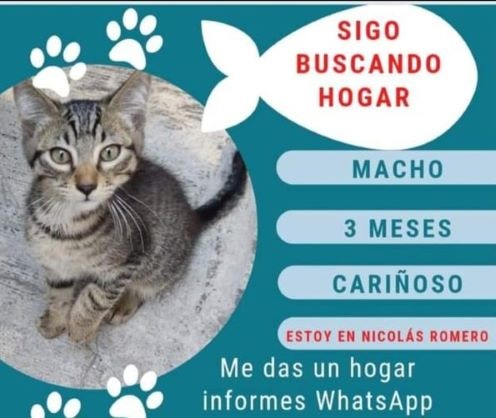 SIGO
BUSCANDO
HOGAR
MACHO
3 MESES
CARIÑOSO
ESTOY EN NICOLÁS ROMERO
Me das un hogar
informes WhatsApp